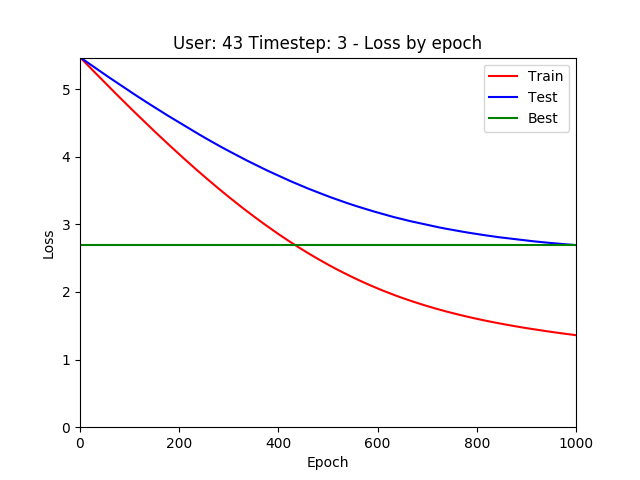 User: 43 Timestep: 3 - Loss by epoch
Train
Test
Best
Loss
5
4
3
2
1
0
0 200 400 600 800 1000
Epoch